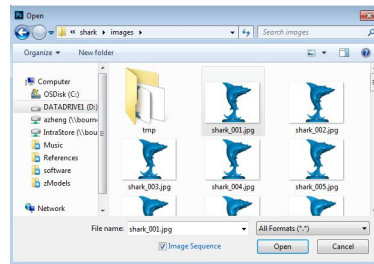 Open
« shark ▸ images ▸
Search images
Organize
New folder
Computer
OSDisk (C:)
DATADRIVE1 (D:)
azheng (\\bourne
IntraStore (\\bou
Music
References
software
zModels
Network
tmp
shark_001.jpg
shark_002.jpg
shark_003.jpg
shark_004.jpg
shark_005.jpg
File name:
shark_001.jpg
All Formats (*.*)
Image Sequence
Open
Cancel